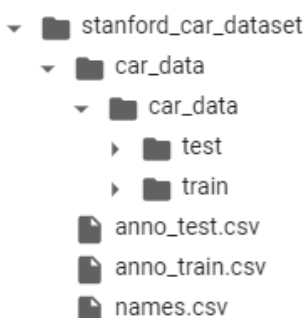 stanford_car_dataset
car_data
car_data
test
train
anno_test.csv
anno_train.csv
names.csv